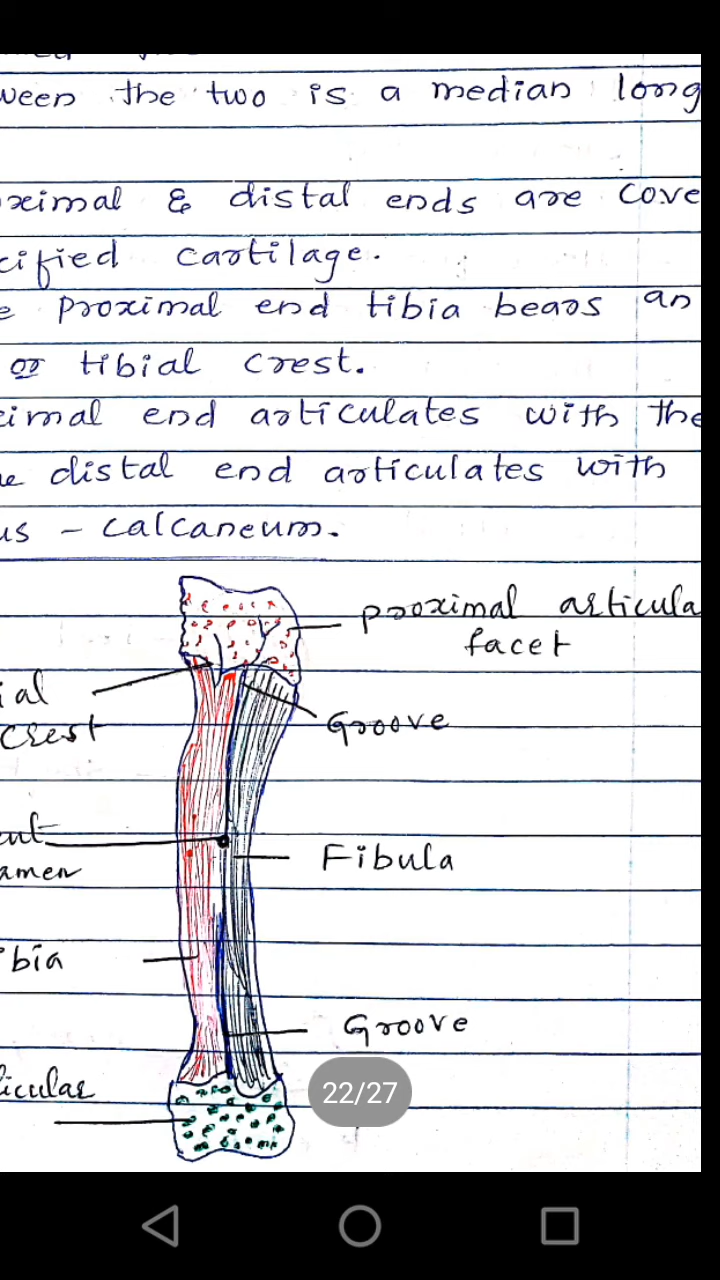 ween the two is a median long
ximal & distal ends are cove
cified cartilage.
e proximal end tibia bears an
or tibial crest.
imal end articulates with the
e distal end articulates with
us - calcaneum.
proximal articula
facet
ial
crest
Groove
ent
amen
Fibula
bia
Groove
icular
22/27